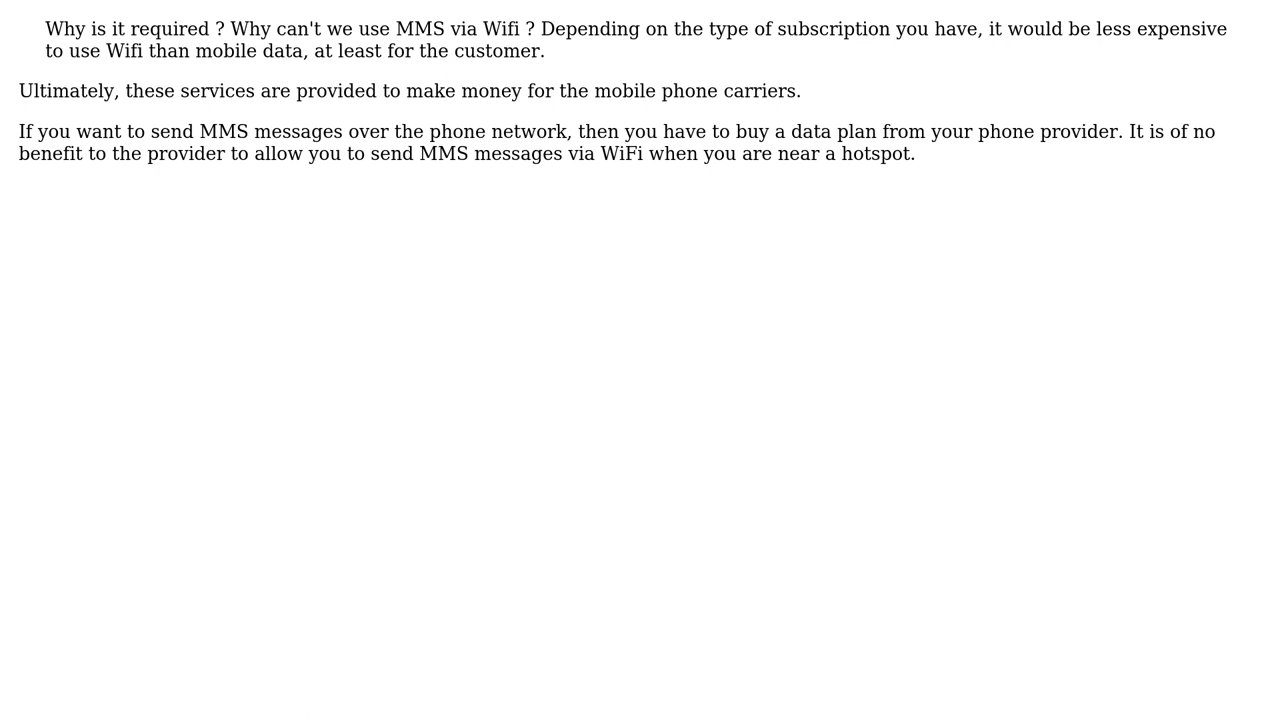 Why is it required ? Why can't we use MMS via Wifi ? Depending on the type of subscription you have, it would be less expensive
to use Wifi than mobile data, at least for the customer.
Ultimately, these services are provided to make money for the mobile phone carriers.
If you want to send MMS messages over the phone network, then you have to buy a data plan from your phone provider. It is of no
benefit to the provider to allow you to send MMS messages via WiFi when you are near a hotspot.